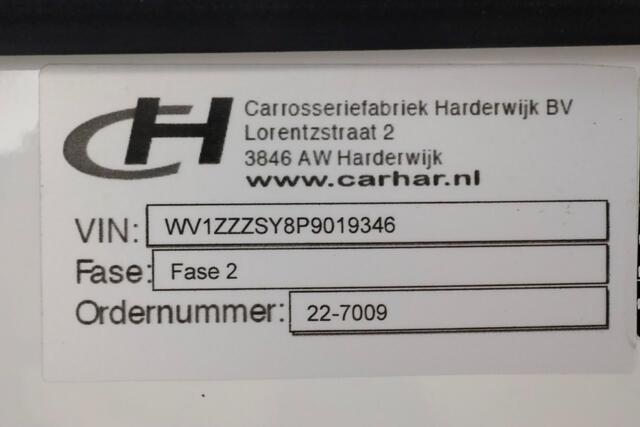 CH
Carrosseriefabriek Harderwijk BV
Lorentzstraat 2
3846 AW Harderwijk
www.carhar.nl
VIN: WV1ZZZSY8P9019346
Fase: Fase 2
Ordernummer: 22-7009